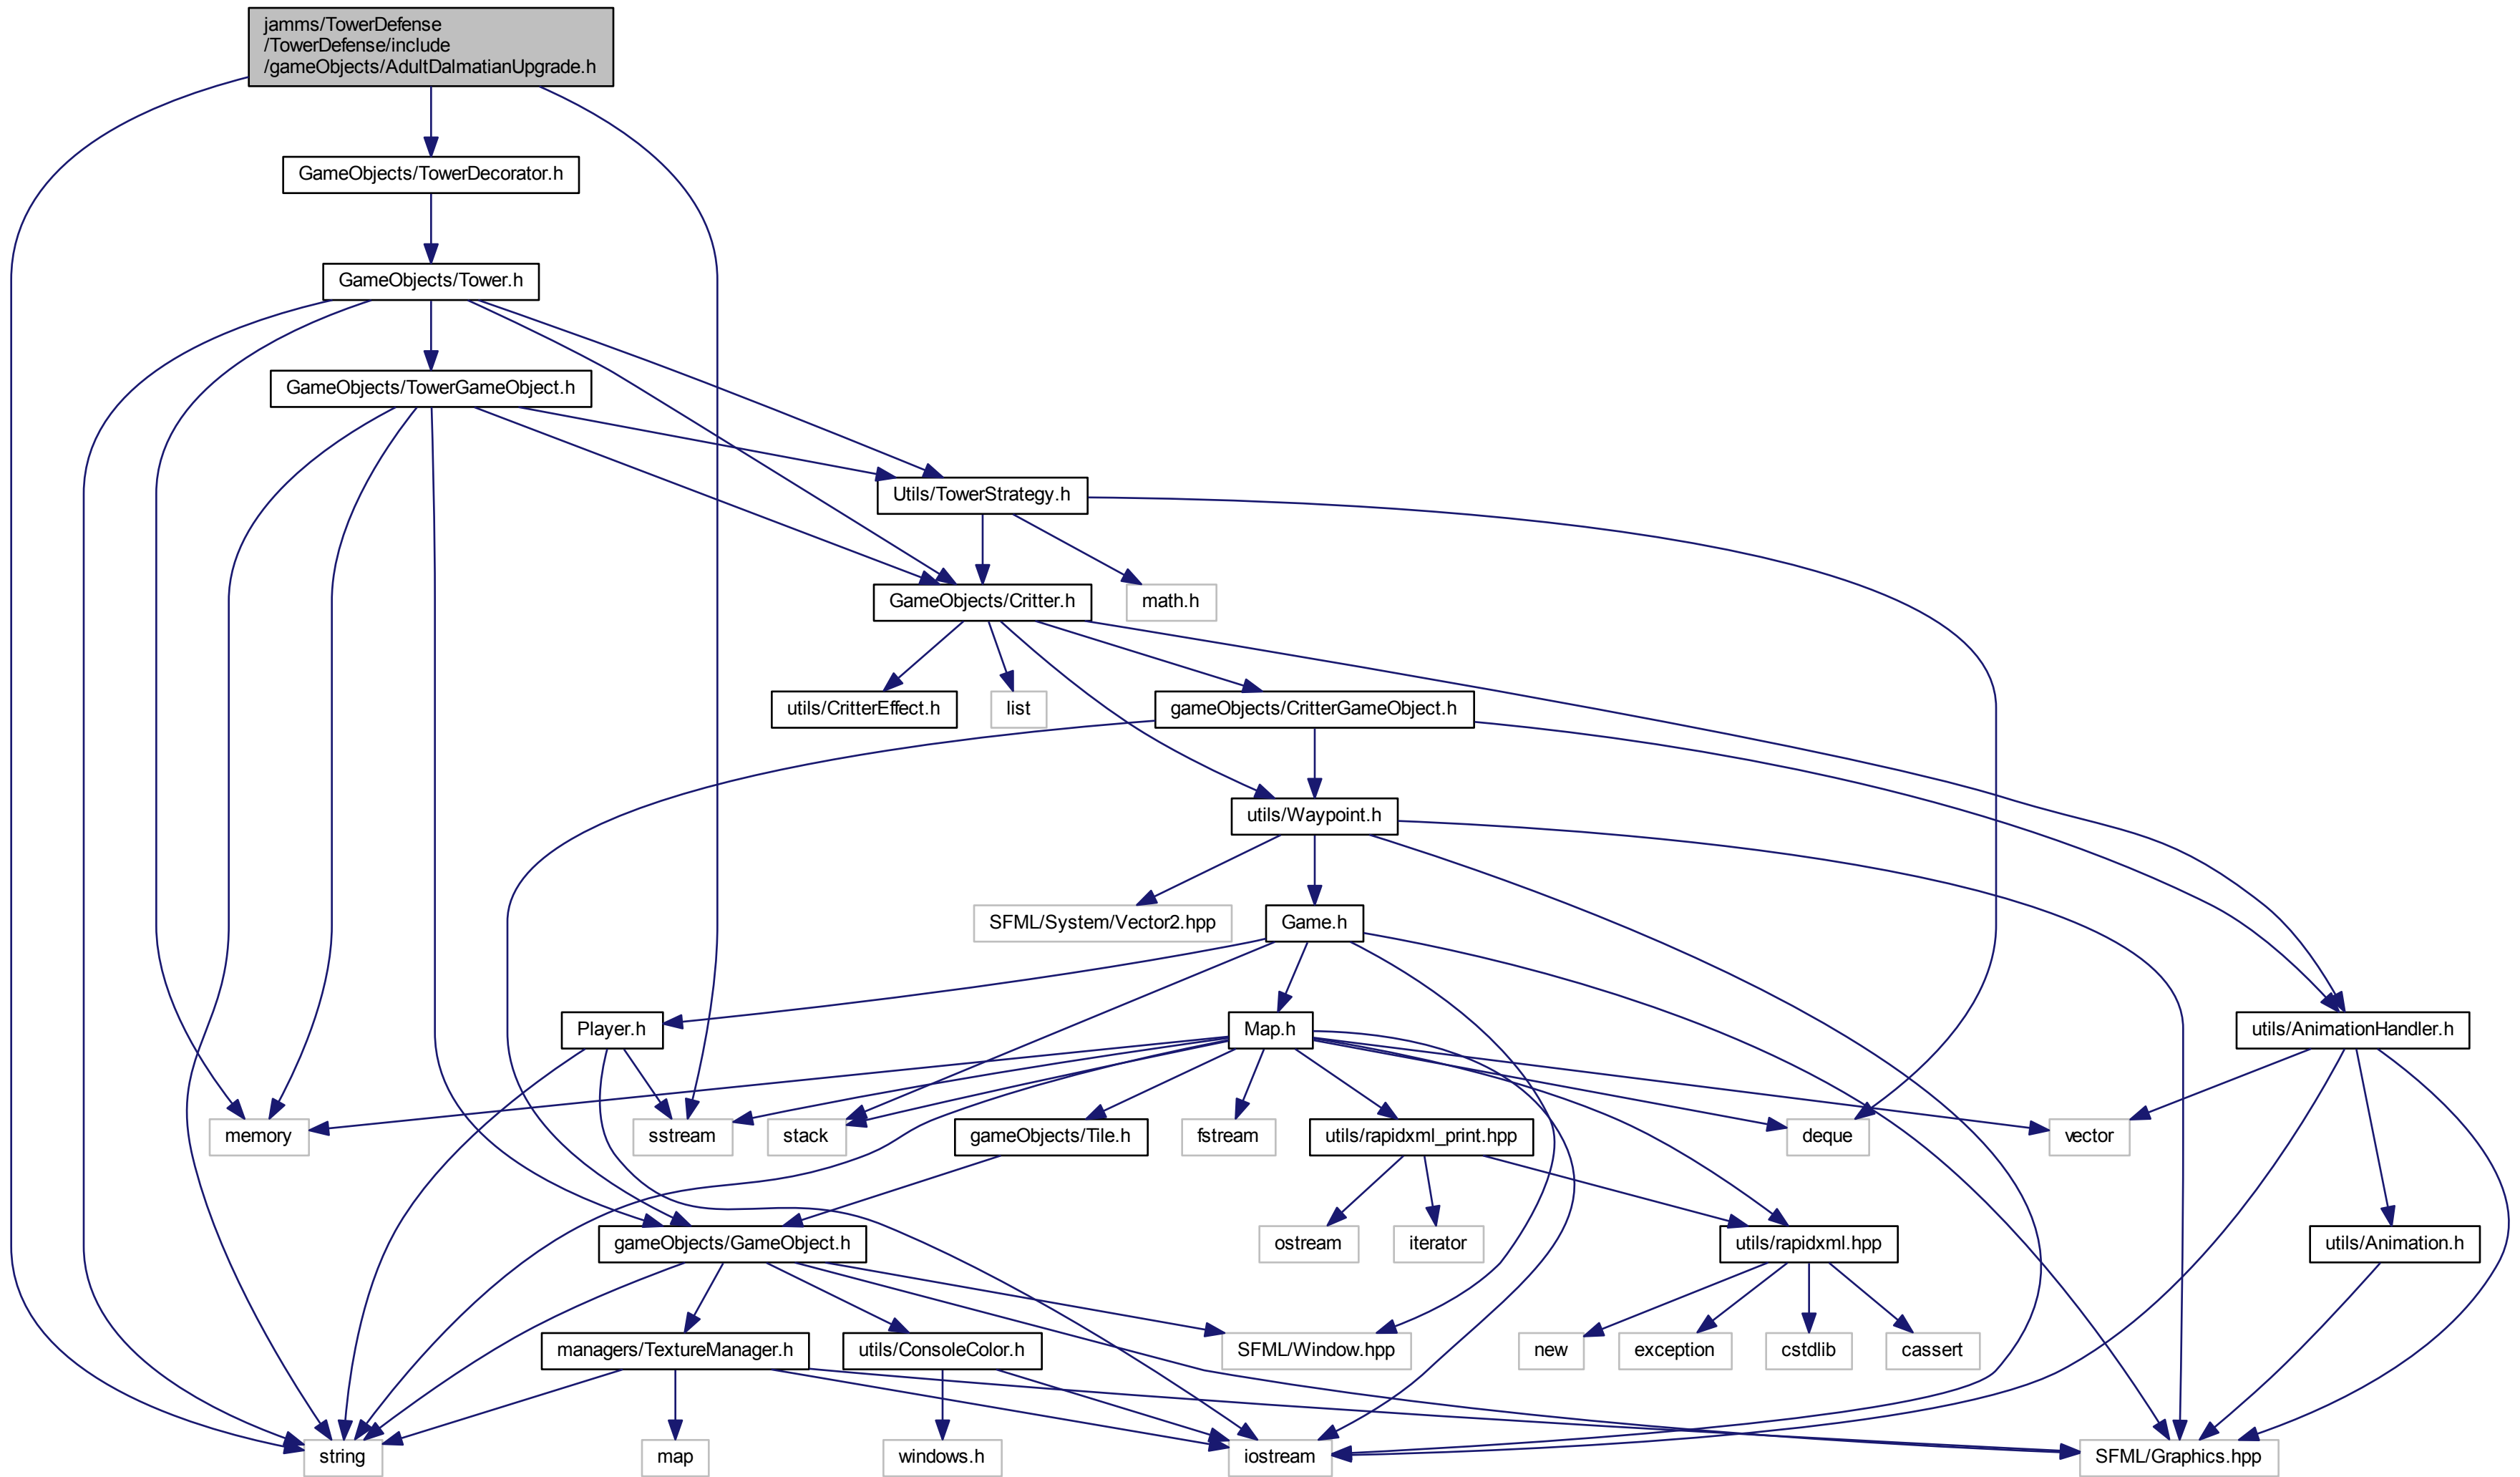 jamms/TowerDefense
/TowerDefense/include
/gameObjects/AdultDalmatianUpgrade.h
GameObjects/TowerDecorator.h
GameObjects/Tower.h
GameObjects/TowerGameObject.h
Utils/TowerStrategy.h
GameObjects/Critter.h
math.h
utils/CritterEffect.h
list
gameObjects/CritterGameObject.h
utils/Waypoint.h
SFML/System/Vector2.hpp
Game.h
Player.h
Map.h
utils/AnimationHandler.h
memory
sstream
stack
gameObjects/Tile.h
fstream
utils/rapidxml_print.hpp
deque
vector
gameObjects/GameObject.h
ostream
iterator
utils/rapidxml.hpp
utils/Animation.h
managers/TextureManager.h
utils/ConsoleColor.h
SFML/Window.hpp
new
exception
cstdlib
cassert
string
map
windows.h
iostream
SFML/Graphics.hpp